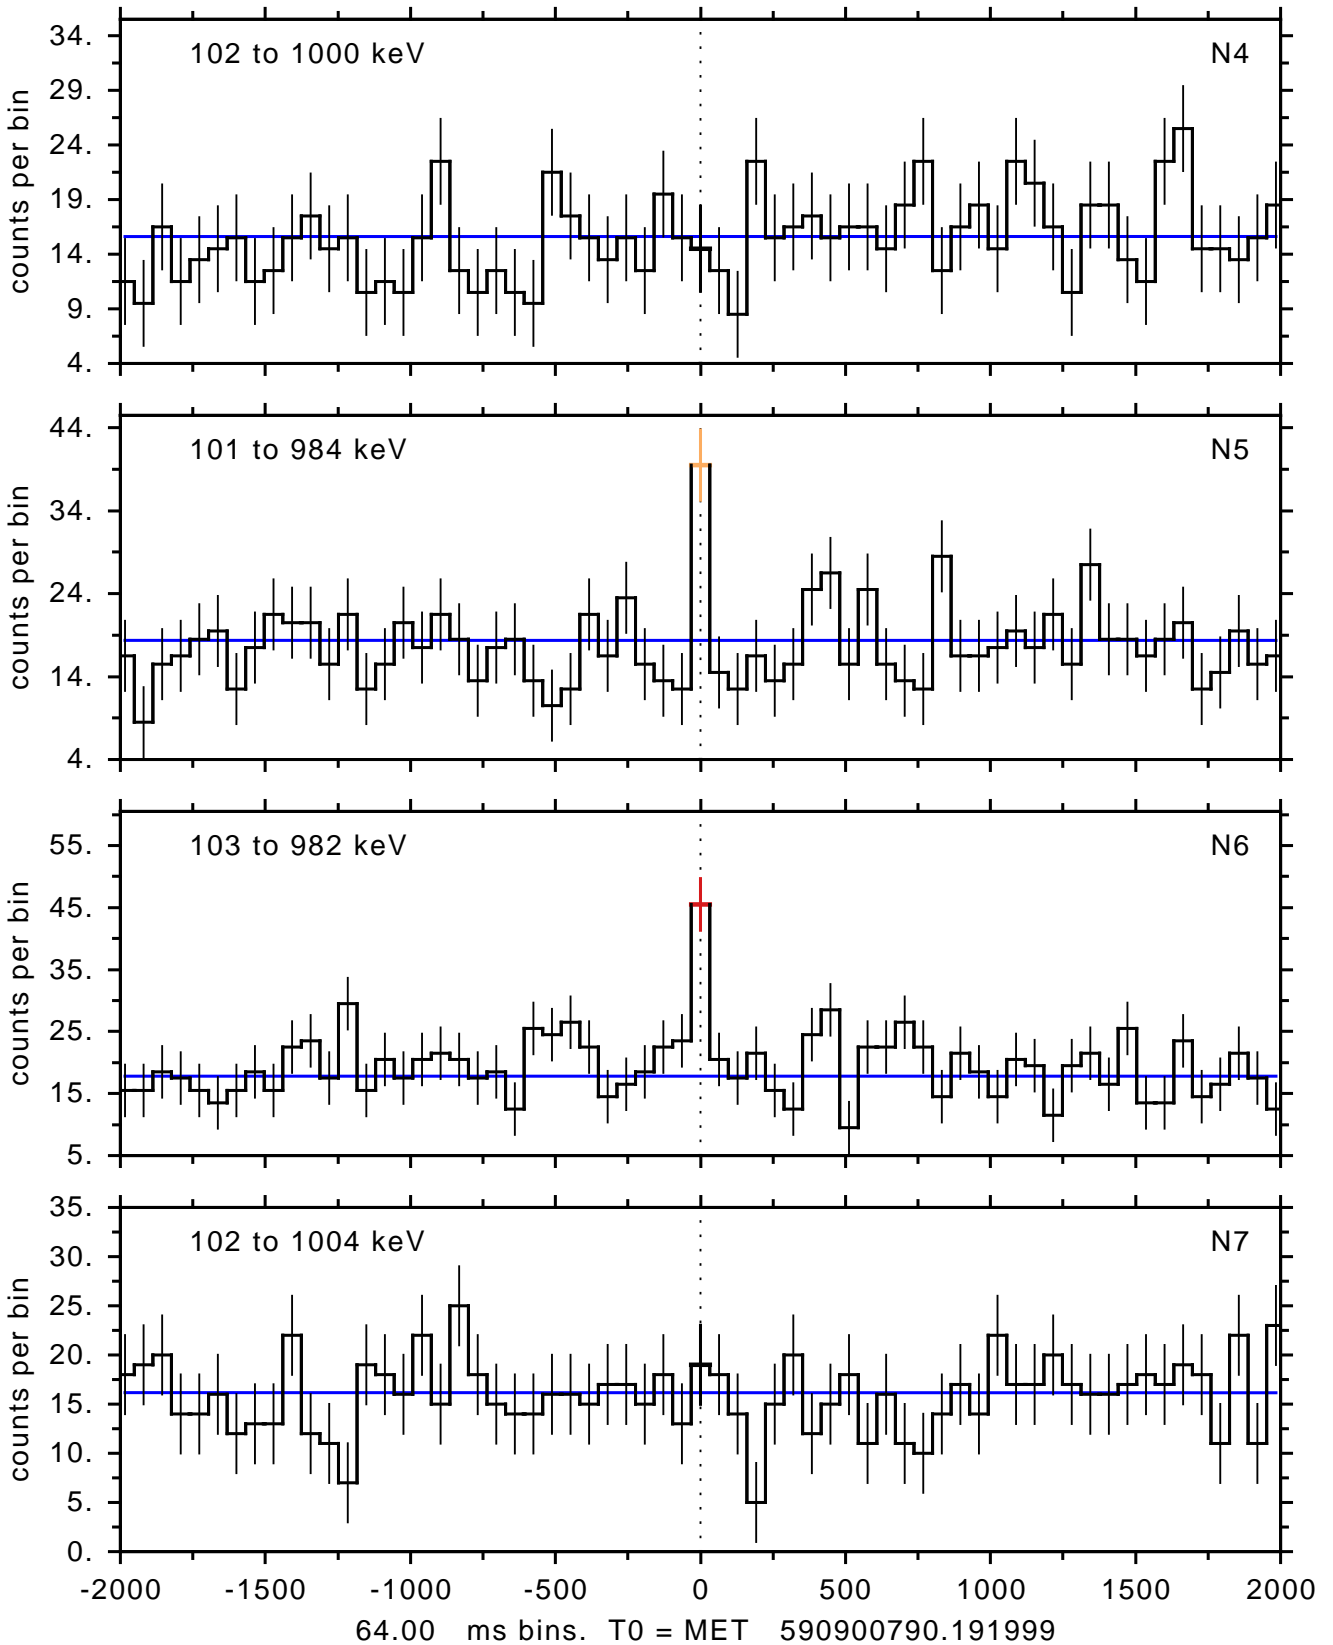 102 to 1000 keV N4
34.
29.
24.
19.
14.
9.
4.
counts per bin
101 to 984 keV N5
44.
34.
24.
14.
4.
counts per bin
103 to 982 keV N6
55.
45.
35.
25.
15.
5.
counts per bin
102 to 1004 keV N7
35.
30.
25.
20.
15.
10.
5.
0.
counts per bin
-2000 -1500 -1000 -500 0 500 1000 1500 2000
64.00 ms bins. T0 = MET 590900790.191999